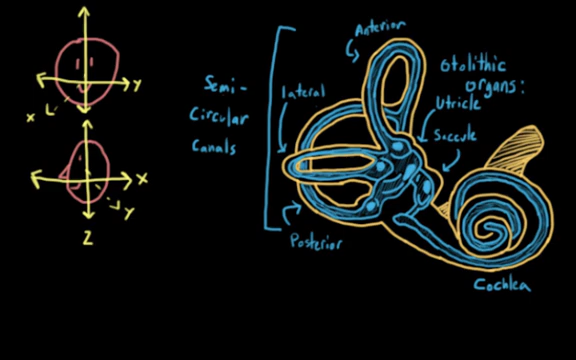 Y
X
X
Y
Z
Semi-
Circular
Canals
lateral
Anterior
Posterior
Otolithic
organs:
Utricle
Saccule
Cochlea